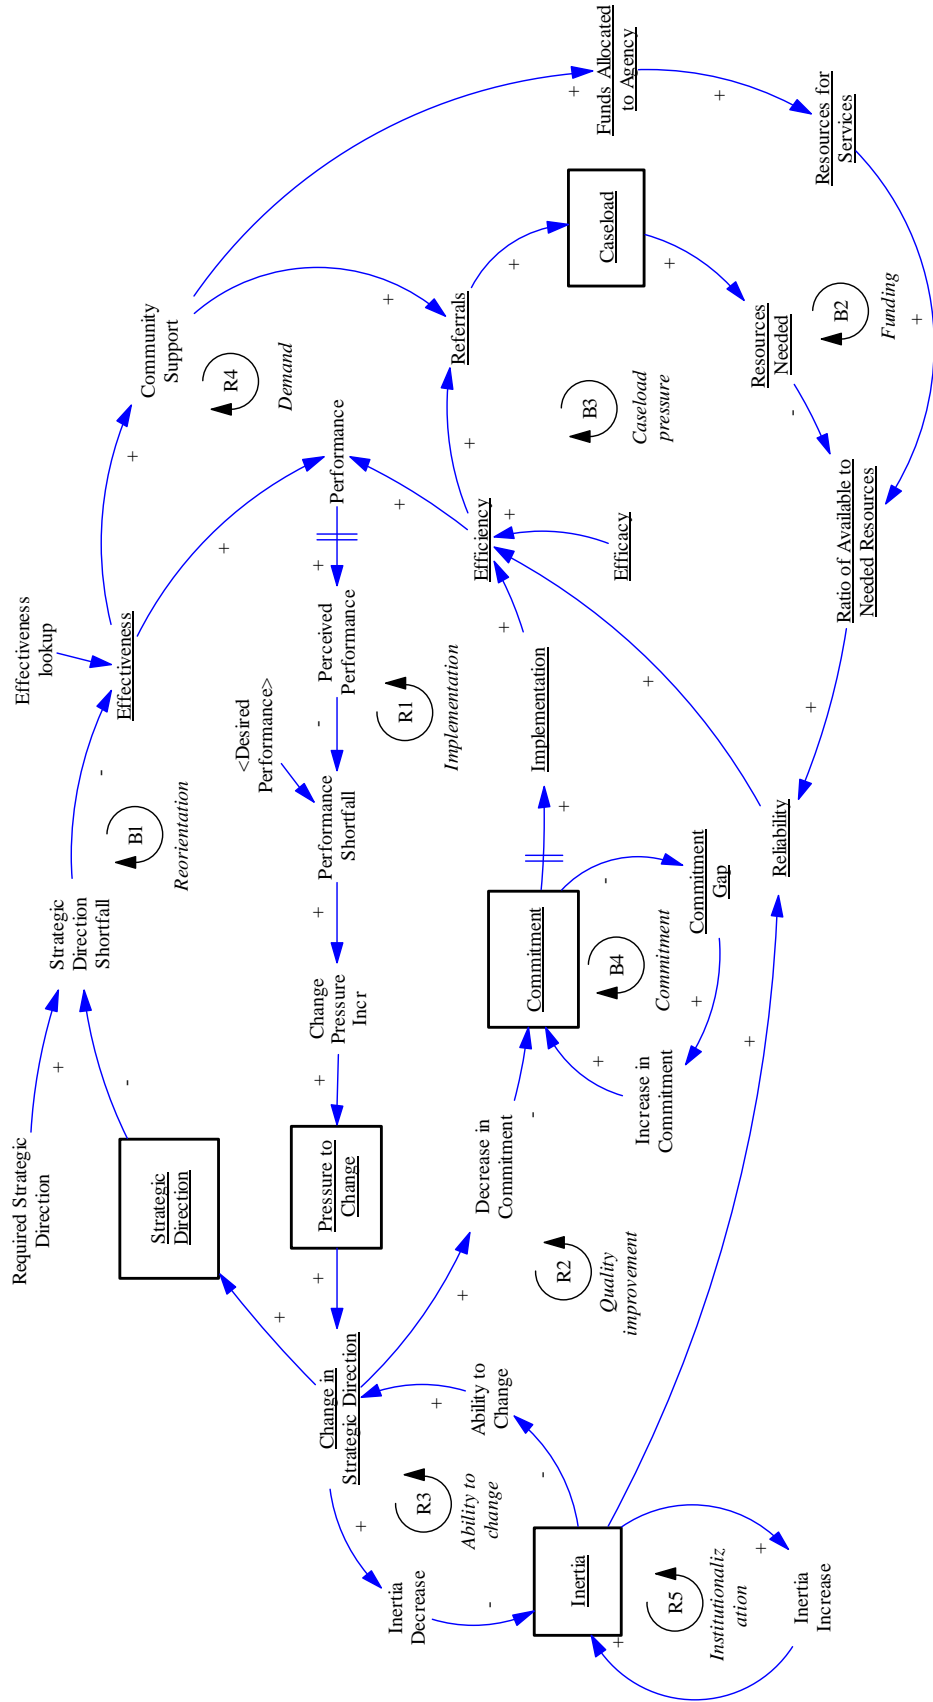 Required Strategic
Direction
Strategic
Direction
Shortfall
Strategic
Direction
+
-
+
B1
Reorientation
-
Effectiveness
lookup
Effectiveness
+
Community
Support
R4
Demand
+
+
+
Funds Allocated
to Agency
+
Resources for
Services
+
Change in
Strategic Direction
+
Pressure to
Change
+
Change
Pressure
Incr
+
Performance
Shortfall
<Desired
Performance>
-
Perceived
Performance
+
Performance
+
R1
Implementation
+
Inertia
Decrease
-
R3
Ability to
change
+
Ability to
Change
-
+
Decrease in
Commitment
-
R2
Quality
improvement
Commitment
+
Implementation
+
Efficiency
+
Efficacy
+
Referrals
+
Caseload
+
B3
Caseload
pressure
Resources
Needed
-
B2
Funding
Ratio of Available to
Needed Resources
+
Reliability
+
+
B4
Commitment
-
Commitment
Gap
+
Increase in
Commitment
+
Inertia
+
R5
Institutionaliz
ation
+
Inertia
Increase